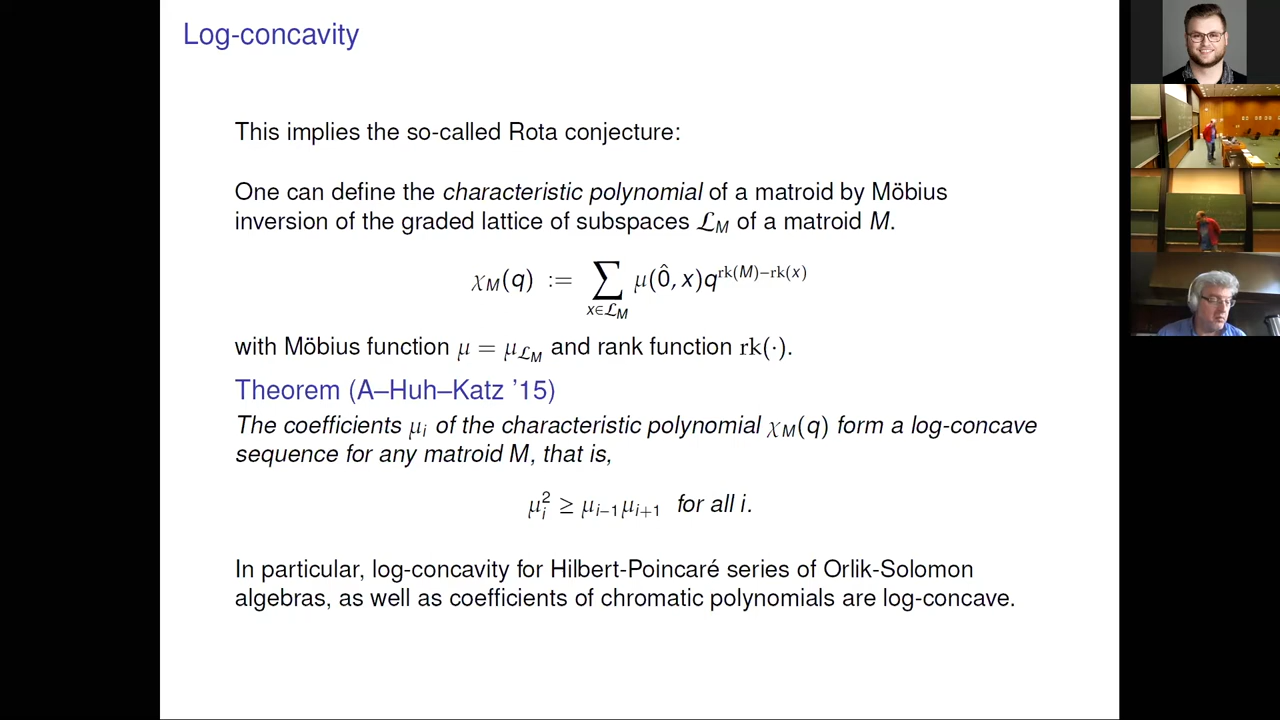 Log-concavity
This implies the so-called Rota conjecture:
One can define the characteristic polynomial of a matroid by Möbius
inversion of the graded lattice of subspaces ℒ_M of a matroid M.
χ_M(q) := ∑_{x∈ℒ_M} μ(0̂, x)q^{rk(M)−rk(x)}
with Möbius function μ = μ_{ℒ_M} and rank function rk(·).
Theorem (A–Huh–Katz ’15)
The coefficients μ_i of the characteristic polynomial χ_M(q) form a log-concave
sequence for any matroid M, that is,
μ_i^2 ≥ μ_{i−1}μ_{i+1} for all i.
In particular, log-concavity for Hilbert-Poincaré series of Orlik-Solomon
algebras, as well as coefficients of chromatic polynomials are log-concave.